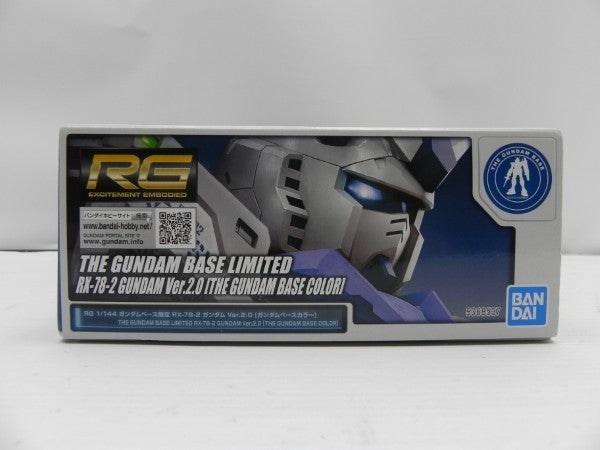 RG
EXCITEMENT EMBODIED
バンダイホビーサイト 検索
www.bandai-hobby.net/
GUNDAM PORTAL SITE
www.gundam.info
THE GUNDAM BASE
THE GUNDAM BASE LIMITED
RX-78-2 GUNDAM Ver.2.0 [THE GUNDAM BASE COLOR]
RG 1/144 ガンダムベース限定 RX-78-2 ガンダム Ver.2.0 [ガンダムベースカラー]
THE GUNDAM BASE LIMITED RX-78-2 GUNDAM Ver.2.0 [THE GUNDAM BASE COLOR]
BAN
DAI